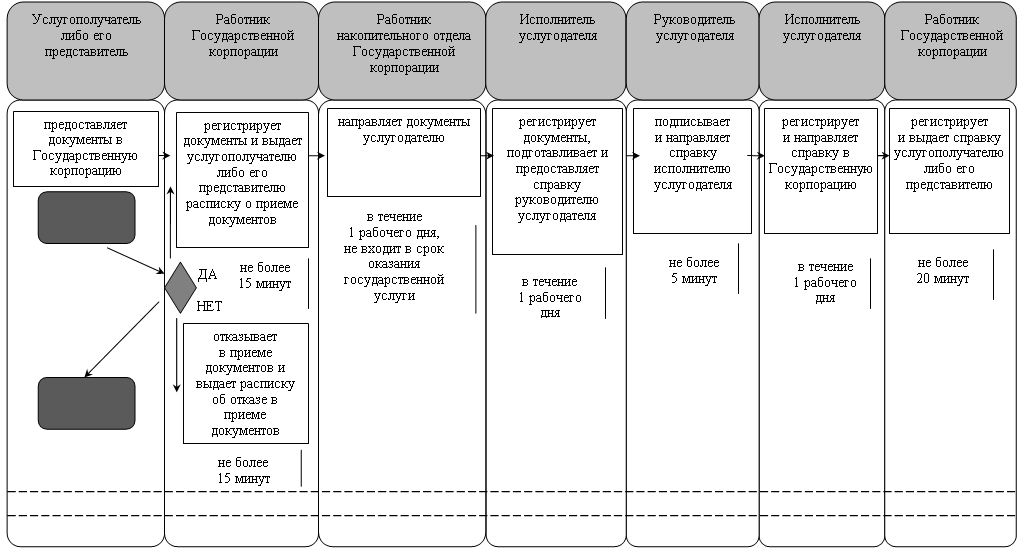 Услугополучатель
либо его
представитель
Работник
Государственной
корпорации
Работник
накопительного отдела
Государственной
корпорации
Исполнитель
услугодателя
Руководитель
услугодателя
Исполнитель
услугодателя
Работник
Государственной
корпорации
предоставляет
документы в
Государственную
корпорацию
регистрирует
документы и выдает
услугополучателю
либо его
представителю
расписку о приеме
документов
направляет документы
услугодателю
регистрирует
документы,
подготавливает и
предоставляет
справку
руководителю
услугодателя
подписывает
и направляет
справку
исполнителю
услугодателя
регистрирует
и направляет
справку в
Государственную
корпорацию
регистрирует
и выдает справку
услугополучателю
либо его
представителю
ДА
НЕТ
не более
15 минут
в течение
1 рабочего дня,
не входит в срок
оказания
государственной
услуги
в течение
1 рабочего
дня
не более
5 минут
в течение
1 рабочего
дня
не более
20 минут
отказывает
в приеме
документов и
выдает расписку
об отказе в
приеме
документов
не более
15 минут